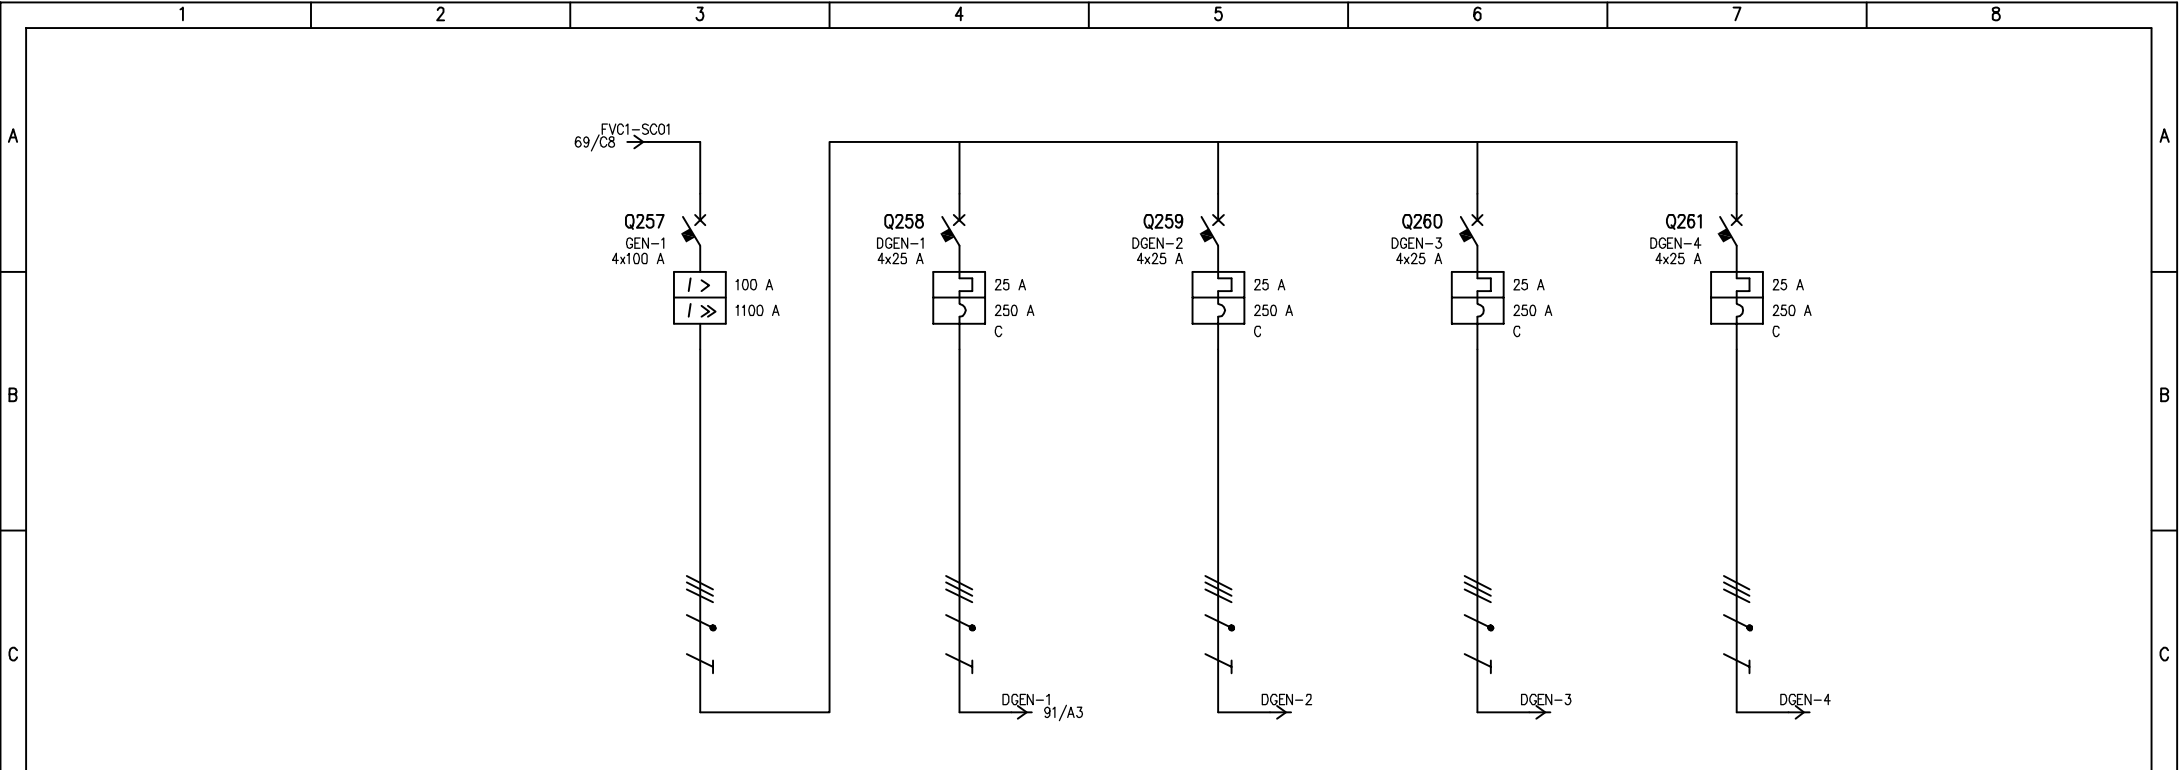 1 2 3 4 5 6 7 8
A A
FVC1-SC01
69/C8
Q257 Q258 Q259 Q260 Q261
GEN-1 DGEN-1 DGEN-2 DGEN-3 DGEN-4
4x100 A 4x25 A 4x25 A 4x25 A 4x25 A
I > 100 A 25 A 25 A 25 A 25 A
I >> 1100 A 250 A 250 A 250 A 250 A
C C C C
B B
C C
DGEN-1 DGEN-2 DGEN-3 DGEN-4
91/A3